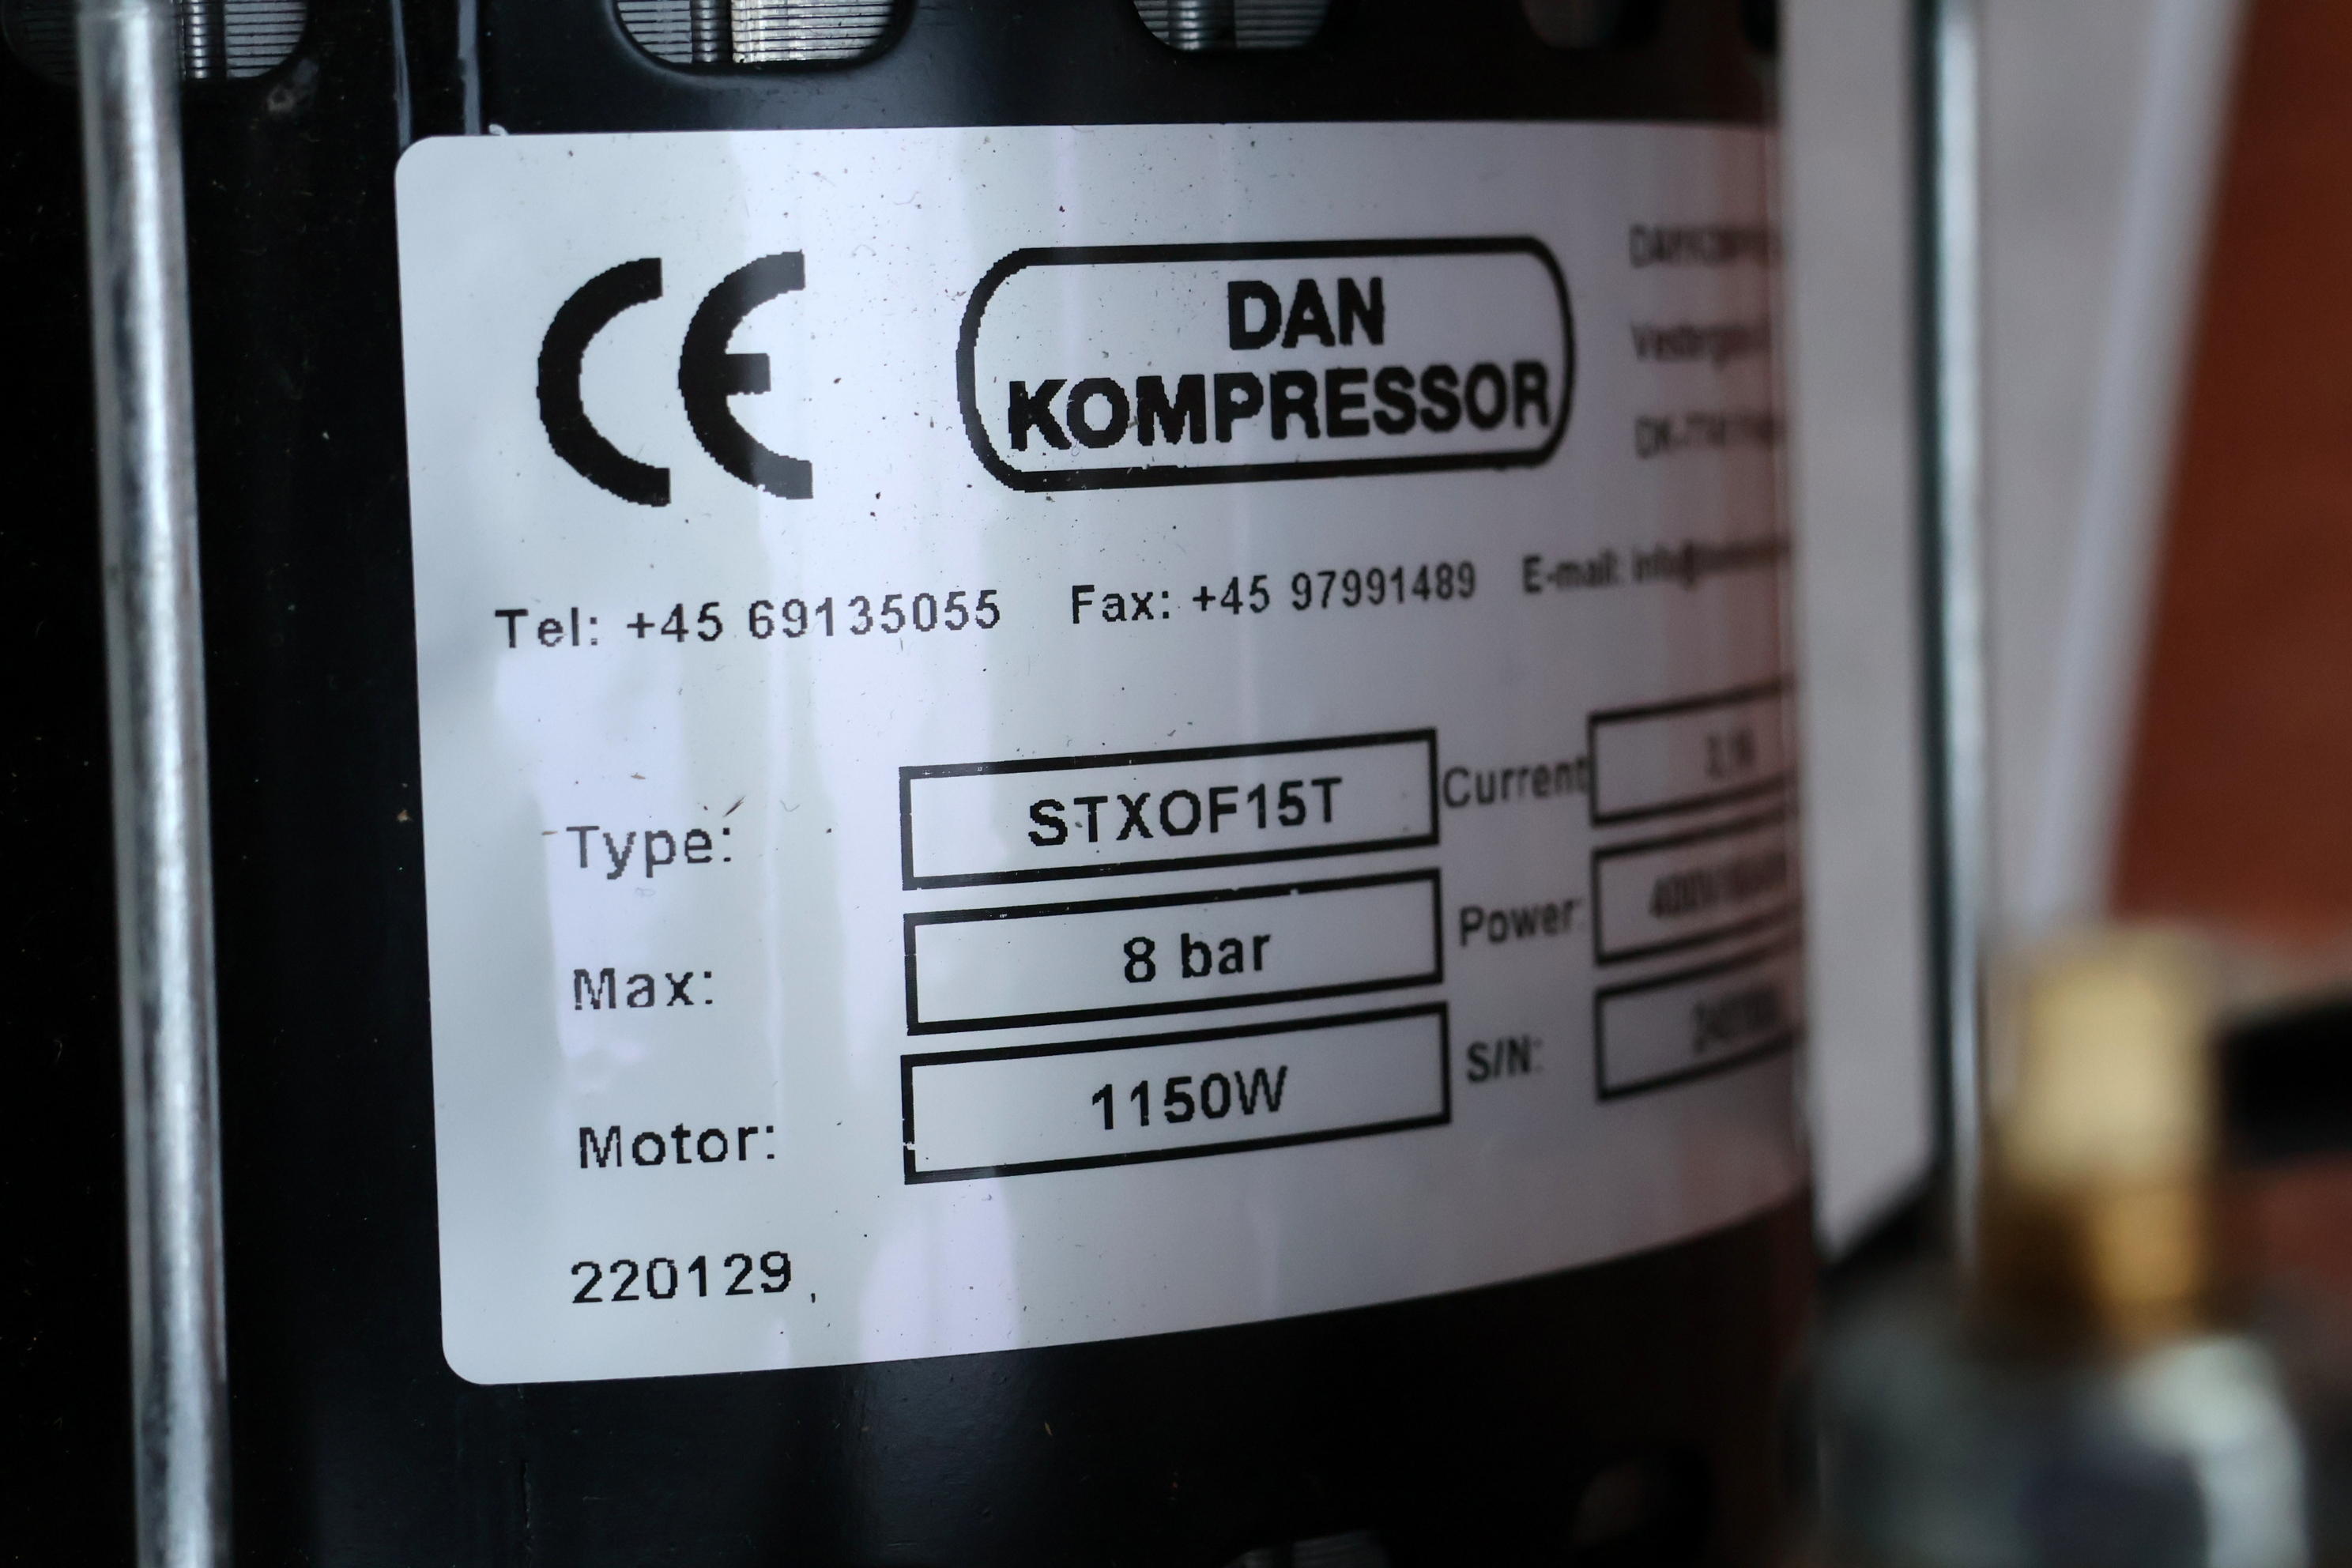 CE
DAN
KOMPRESSOR
Tel: +45 69135055 Fax: +45 97991489 E-mail:
Type: STXOF15T Current
Max: 8 bar Power:
Motor: 1150W S/N:
220129